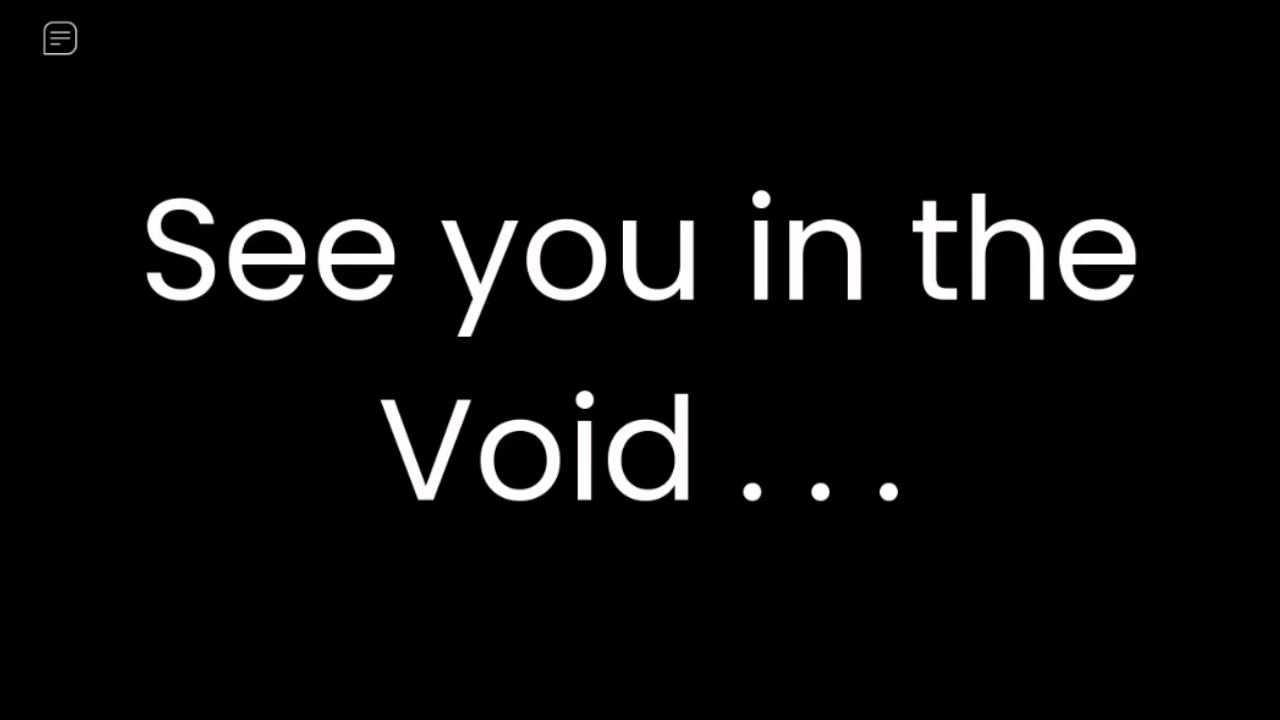 See you in the
Void . . .